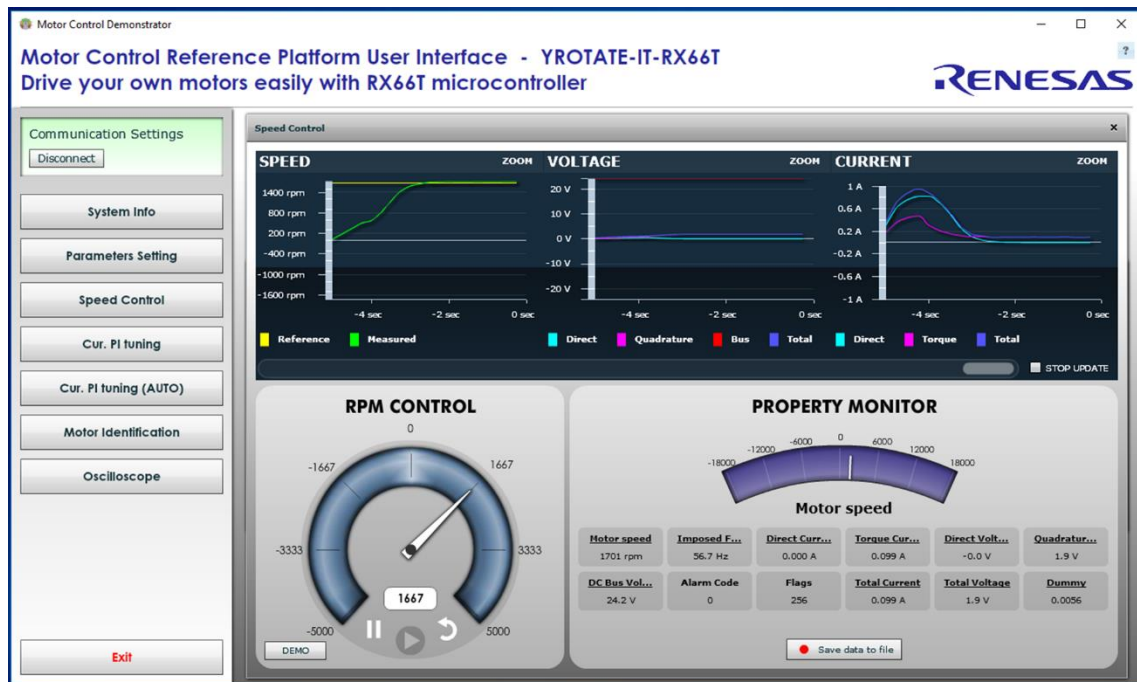 Motor Control Demonstrator
Motor Control Reference Platform User Interface - YROTATE-IT-RX66T
Drive your own motors easily with RX66T microcontroller
?
RENESAS
Communication Settings
Disconnect
System Info
Parameters Setting
Speed Control
Cur. PI tuning
Cur. PI tuning (AUTO)
Motor Identification
Oscilloscope
Exit
Speed Control
SPEED ZOOM
1400 rpm
800 rpm
200 rpm
-400 rpm
-1000 rpm
-1600 rpm
-4 sec -2 sec 0 sec
Reference Measured
VOLTAGE ZOOM
20 V
10 V
0 V
-10 V
-20 V
-4 sec -2 sec 0 sec
Direct Quadrature Bus Total
CURRENT ZOOM
1 A
0.6 A
0.2 A
-0.2 A
-0.6 A
-1 A
-4 sec -2 sec 0 sec
Direct Torque Total
STOP UPDATE
RPM CONTROL
0
-1667 1667
-3333 3333
1667
-5000 5000
DEMO
PROPERTY MONITOR
-18000 -12000 -6000 0 6000 12000 18000
Motor speed
Motor speed Imposed F... Direct Curr... Torque Cur... Direct Volt... Quadratur...
1701 rpm 56.7 Hz 0.000 A 0.099 A -0.0 V 1.9 V
DC Bus Vol... Alarm Code Flags Total Current Total Voltage Dummy
24.2 V 0 256 0.099 A 1.9 V 0.0056
Save data to file